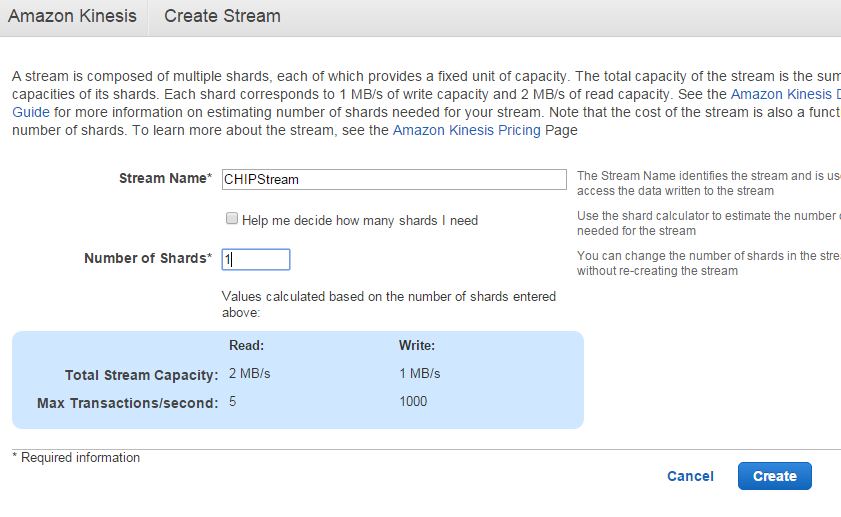 Amazon Kinesis Create Stream
A stream is composed of multiple shards, each of which provides a fixed unit of capacity. The total capacity of the stream is the sum
capacities of its shards. Each shard corresponds to 1 MB/s of write capacity and 2 MB/s of read capacity. See the Amazon Kinesis D
Guide for more information on estimating number of shards needed for your stream. Note that the cost of the stream is also a funct
number of shards. To learn more about the stream, see the Amazon Kinesis Pricing Page
Stream Name* CHIPStream
The Stream Name identifies the stream and is use
access the data written to the stream
Help me decide how many shards I need
Use the shard calculator to estimate the number
needed for the stream
Number of Shards* 1
You can change the number of shards in the strea
without re-creating the stream
Values calculated based on the number of shards entered
above:
Read: Write:
Total Stream Capacity: 2 MB/s 1 MB/s
Max Transactions/second: 5 1000
* Required information
Cancel Create